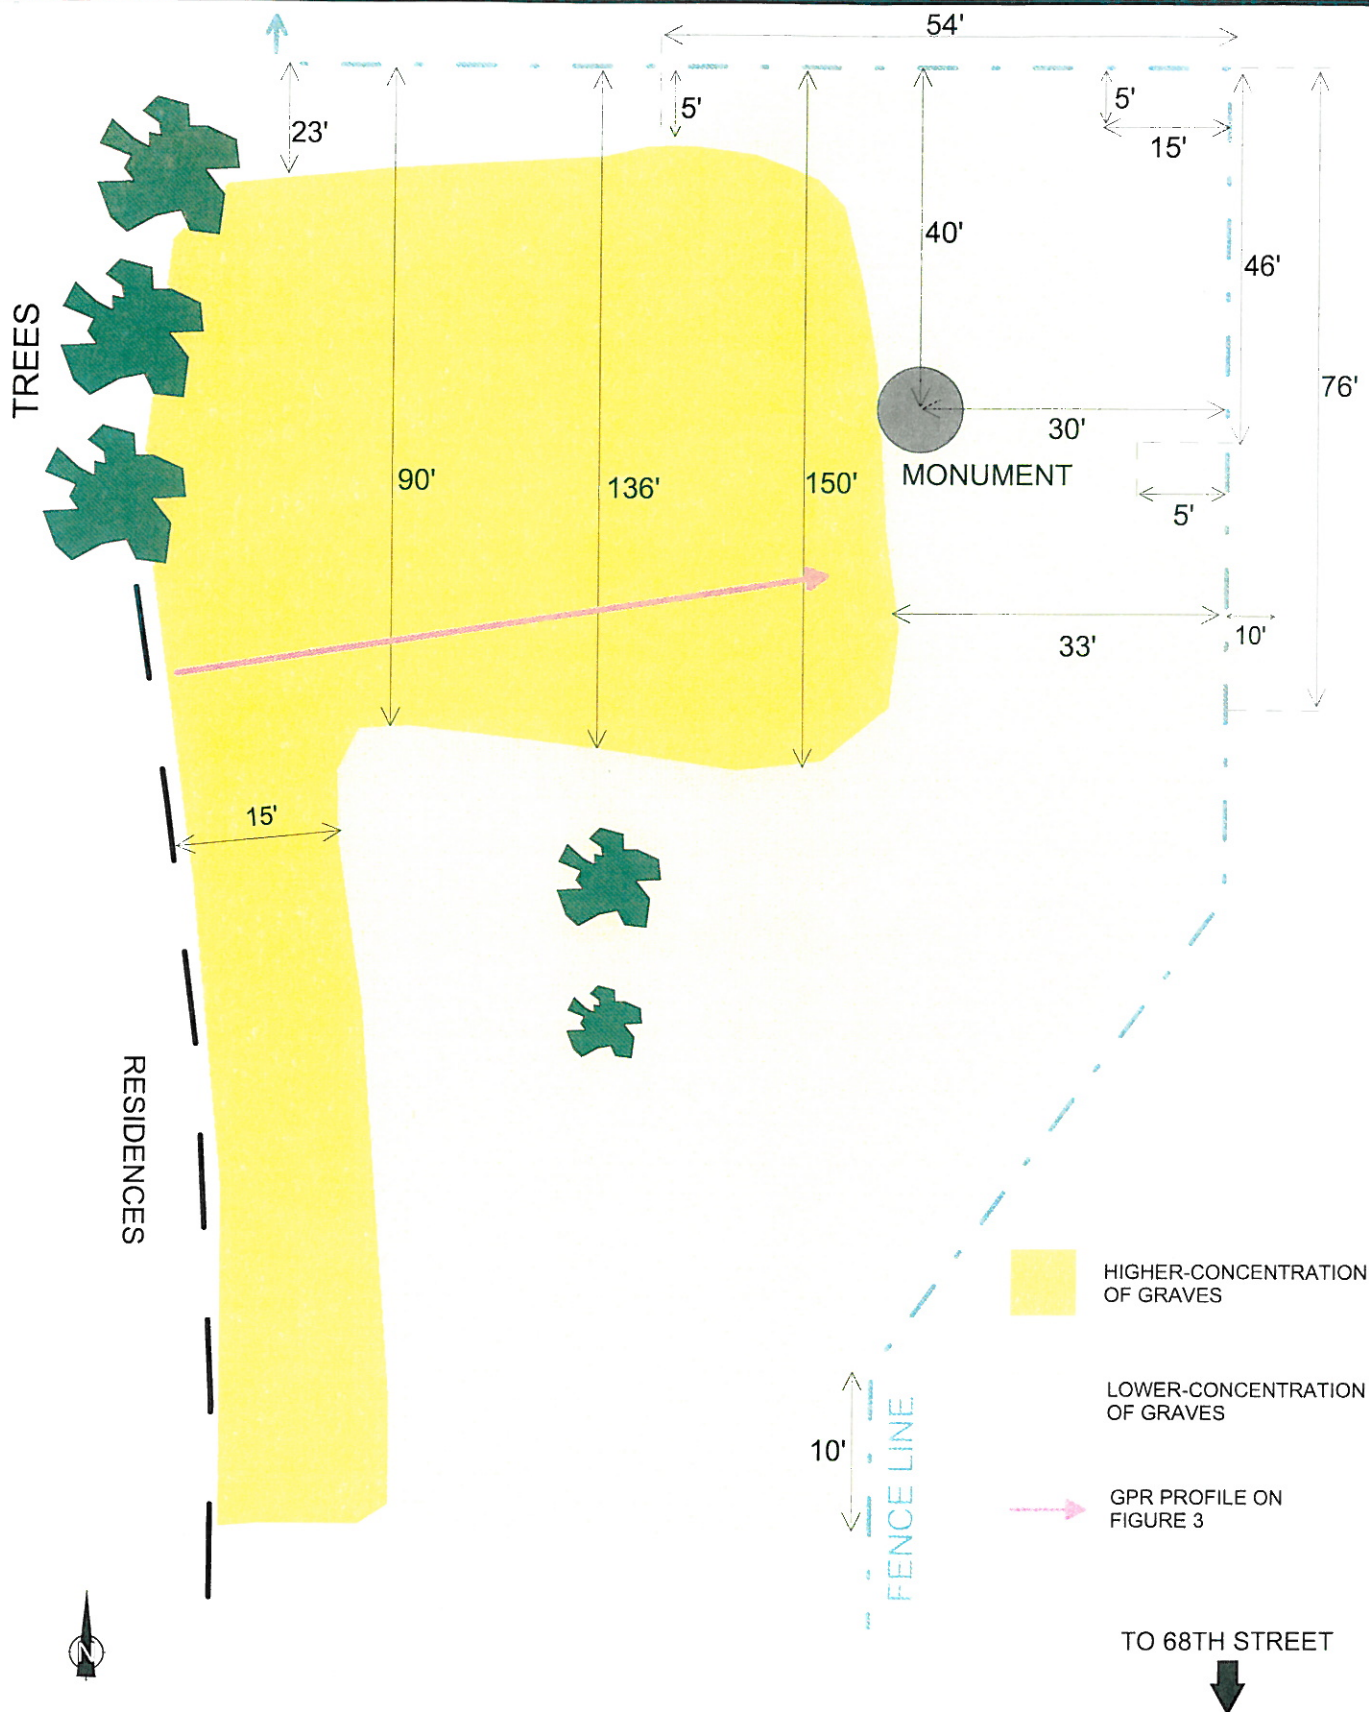 54'
23'
5'
5'
15'
40'
46'
TREES
76'
30'
90'
136'
150'
MONUMENT
5'
33'
10'
15'
RESIDENCES
HIGHER-CONCENTRATION
OF GRAVES
LOWER-CONCENTRATION
OF GRAVES
10'
FENCE LINE
GPR PROFILE ON
FIGURE 3
N
TO 68TH STREET